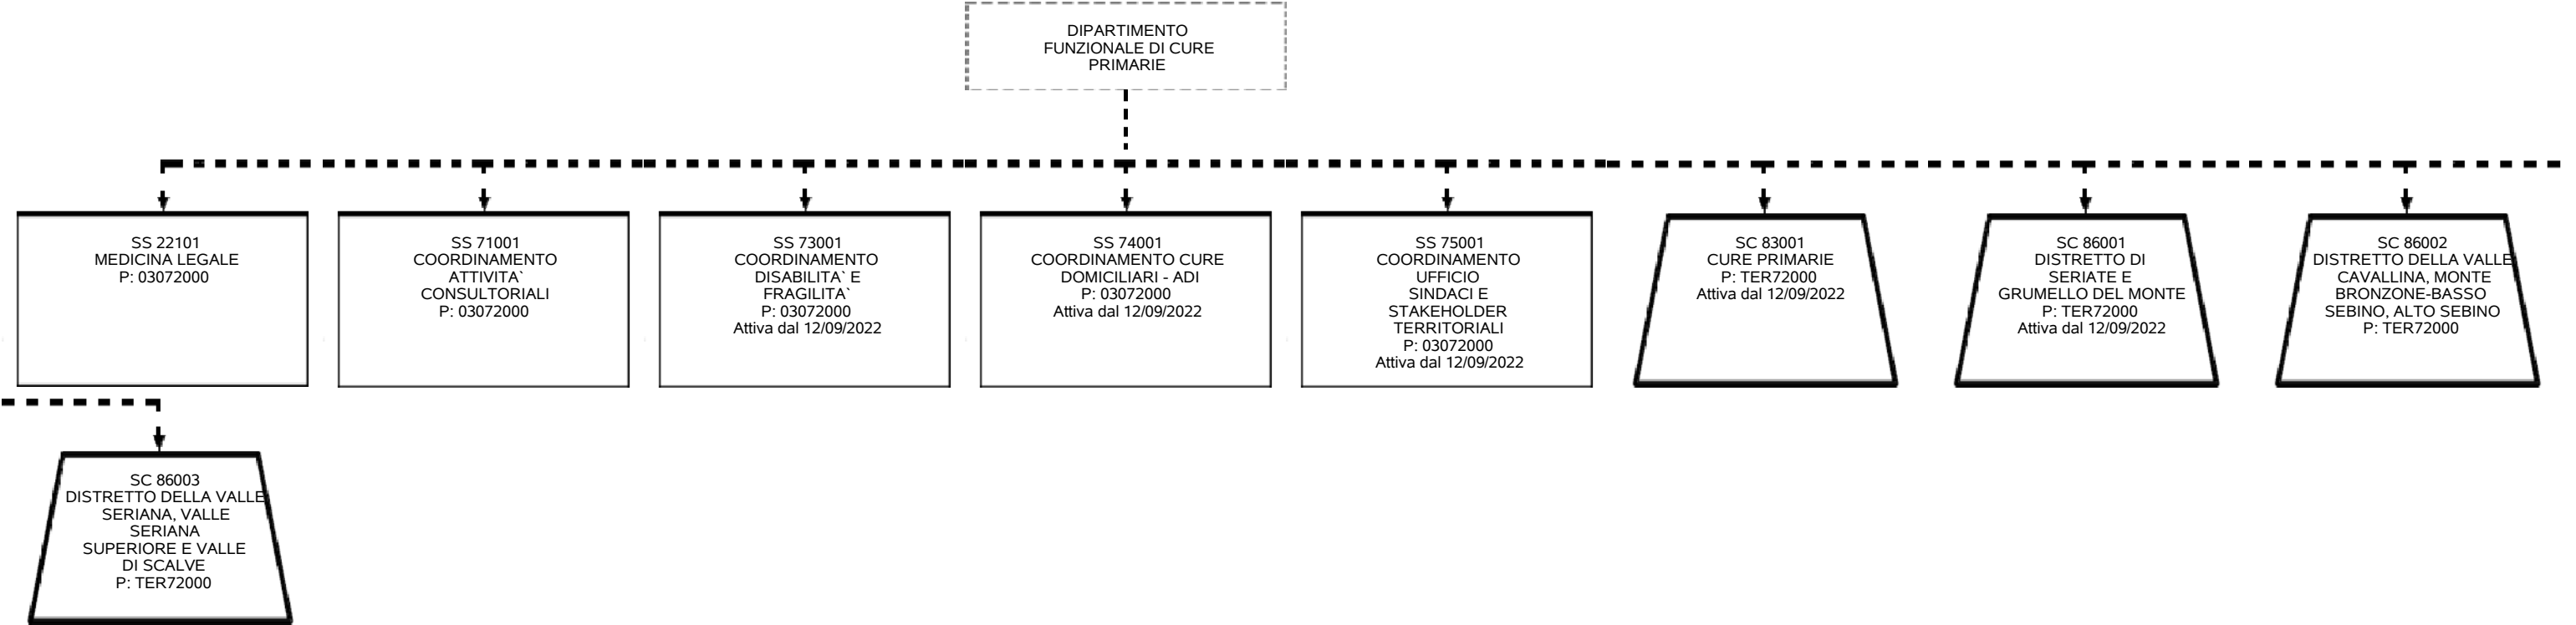 DIPARTIMENTO
FUNZIONALE DI CURE
PRIMARIE
SS 22101
MEDICINA LEGALE
P: 03072000
SS 71001
COORDINAMENTO
ATTIVITA`
CONSULTORIALI
P: 03072000
SS 73001
COORDINAMENTO
DISABILITA` E
FRAGILITA`
P: 03072000
Attiva dal 12/09/2022
SS 74001
COORDINAMENTO CURE
DOMICILIARI - ADI
P: 03072000
Attiva dal 12/09/2022
SS 75001
COORDINAMENTO
UFFICIO
SINDACI E
STAKEHOLDER
TERRITORIALI
P: 03072000
Attiva dal 12/09/2022
SC 83001
CURE PRIMARIE
P: TER72000
Attiva dal 12/09/2022
SC 86001
DISTRETTO DI
SERIATE E
GRUMELLO DEL MONTE
P: TER72000
Attiva dal 12/09/2022
SC 86002
DISTRETTO DELLA VALLE
CAVALLINA, MONTE
BRONZONE-BASSO
SEBINO, ALTO SEBINO
P: TER72000
SC 86003
DISTRETTO DELLA VALLE
SERIANA, VALLE
SERIANA
SUPERIORE E VALLE
DI SCALVE
P: TER72000